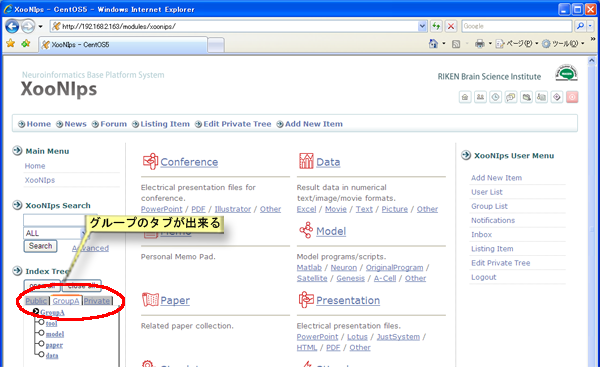 XooNIps - CentOS5 - Windows Internet Explorer
http://192.168.2.163/modules/xoonips/
Google
XooNIps - CentOS5
ページ(P)
ツール(O)
Neuroinformatics Base Platform System
XooNIps
RIKEN Brain Science Institute
Home News Forum Listing Item Edit Private Tree Add New Item
Main Menu
Home
XooNIps
XooNIps Search
ALL
Search
Advanced
Index Tree
Public GroupA Private
GroupA
tool
model
paper
data
グループのタブが出来る
Conference
Electrical presentation files for
conference.
PowerPoint / PDF / Illustrator / Other
Personal Memo Pad.
Paper
Related paper collection.
Data
Result data in numerical
text/image/movie formats.
Excel / Movie / Text / Picture / Other
Model
Model programs/scripts.
Matlab / Neuron / OriginalProgram /
Satellite / Genesis / A-Cell / Other
Presentation
Electrical presentation files.
PowerPoint / Lotus / JustSystem /
HTML / PDF / Other
XooNIps User Menu
Add New Item
User List
Group List
Notifications
Inbox
Listing Item
Edit Private Tree
Logout